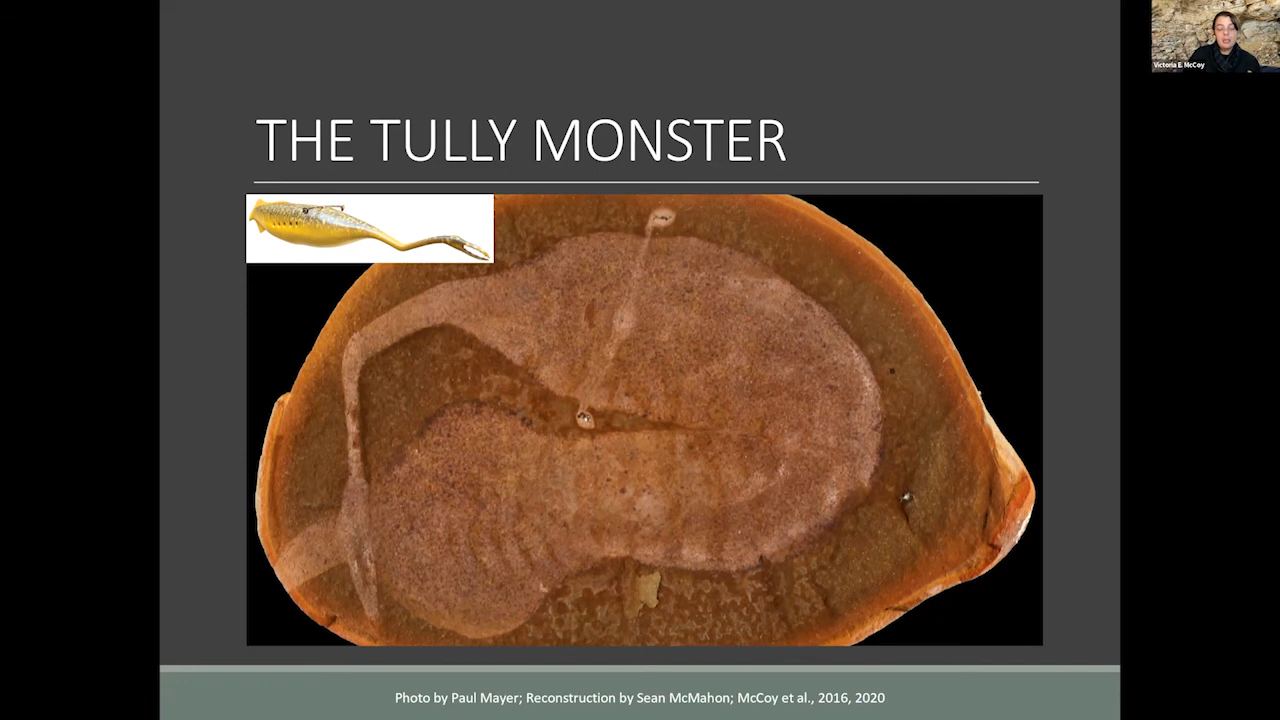 Victoria E. McCoy
THE TULLY MONSTER
Photo by Paul Mayer; Reconstruction by Sean McMahon; McCoy et al., 2016, 2020